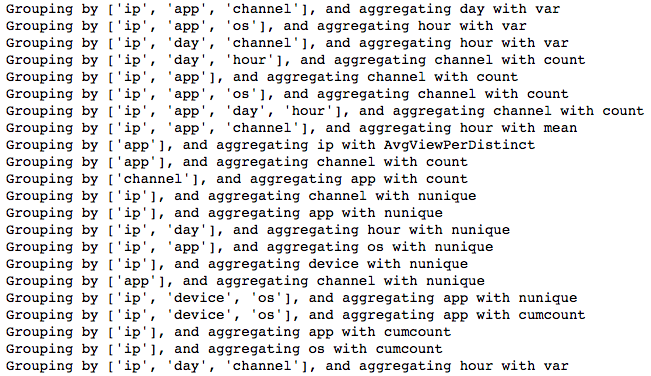 Grouping by ['ip', 'app', 'channel'], and aggregating day with var
Grouping by ['ip', 'app', 'os'], and aggregating hour with var
Grouping by ['ip', 'day', 'channel'], and aggregating hour with var
Grouping by ['ip', 'day', 'hour'], and aggregating channel with count
Grouping by ['ip', 'app'], and aggregating channel with count
Grouping by ['ip', 'app', 'os'], and aggregating channel with count
Grouping by ['ip', 'app', 'day', 'hour'], and aggregating channel with count
Grouping by ['ip', 'app', 'channel'], and aggregating hour with mean
Grouping by ['app'], and aggregating ip with AvgViewPerDistinct
Grouping by ['app'], and aggregating channel with count
Grouping by ['channel'], and aggregating app with count
Grouping by ['ip'], and aggregating channel with nunique
Grouping by ['ip'], and aggregating app with nunique
Grouping by ['ip', 'day'], and aggregating hour with nunique
Grouping by ['ip', 'app'], and aggregating os with nunique
Grouping by ['ip'], and aggregating device with nunique
Grouping by ['app'], and aggregating channel with nunique
Grouping by ['ip', 'device', 'os'], and aggregating app with nunique
Grouping by ['ip', 'device', 'os'], and aggregating app with cumcount
Grouping by ['ip'], and aggregating app with cumcount
Grouping by ['ip'], and aggregating os with cumcount
Grouping by ['ip', 'day', 'channel'], and aggregating hour with var